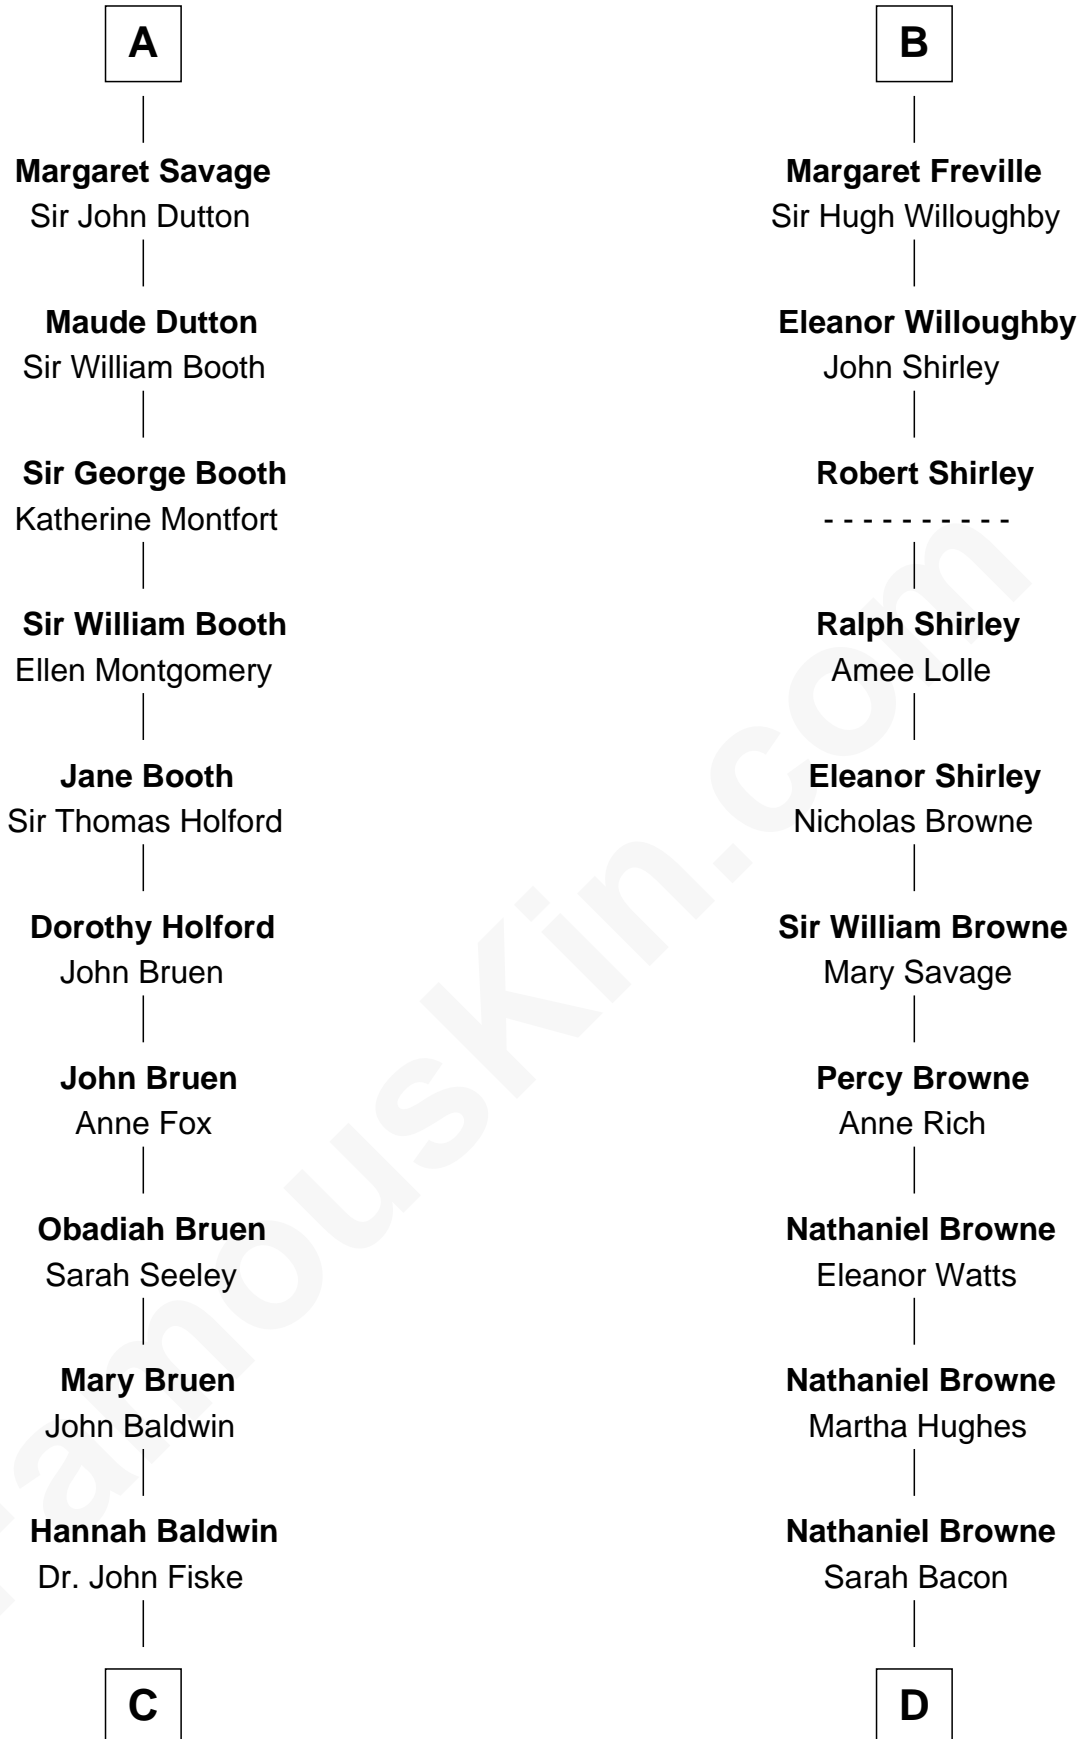 A
Margaret Savage
Sir John Dutton
Maude Dutton
Sir William Booth
Sir George Booth
Katherine Montfort
Sir William Booth
Ellen Montgomery
Jane Booth
Sir Thomas Holford
Dorothy Holford
John Bruen
John Bruen
Anne Fox
Obadiah Bruen
Sarah Seeley
Mary Bruen
John Baldwin
Hannah Baldwin
Dr. John Fiske
C
B
Margaret Freville
Sir Hugh Willoughby
Eleanor Willoughby
John Shirley
Robert Shirley
- - - - - - - - - -
Ralph Shirley
Amee Lolle
Eleanor Shirley
Nicholas Browne
Sir William Browne
Mary Savage
Percy Browne
Anne Rich
Nathaniel Browne
Eleanor Watts
Nathaniel Browne
Martha Hughes
Nathaniel Browne
Sarah Bacon
D
FamousKin.com